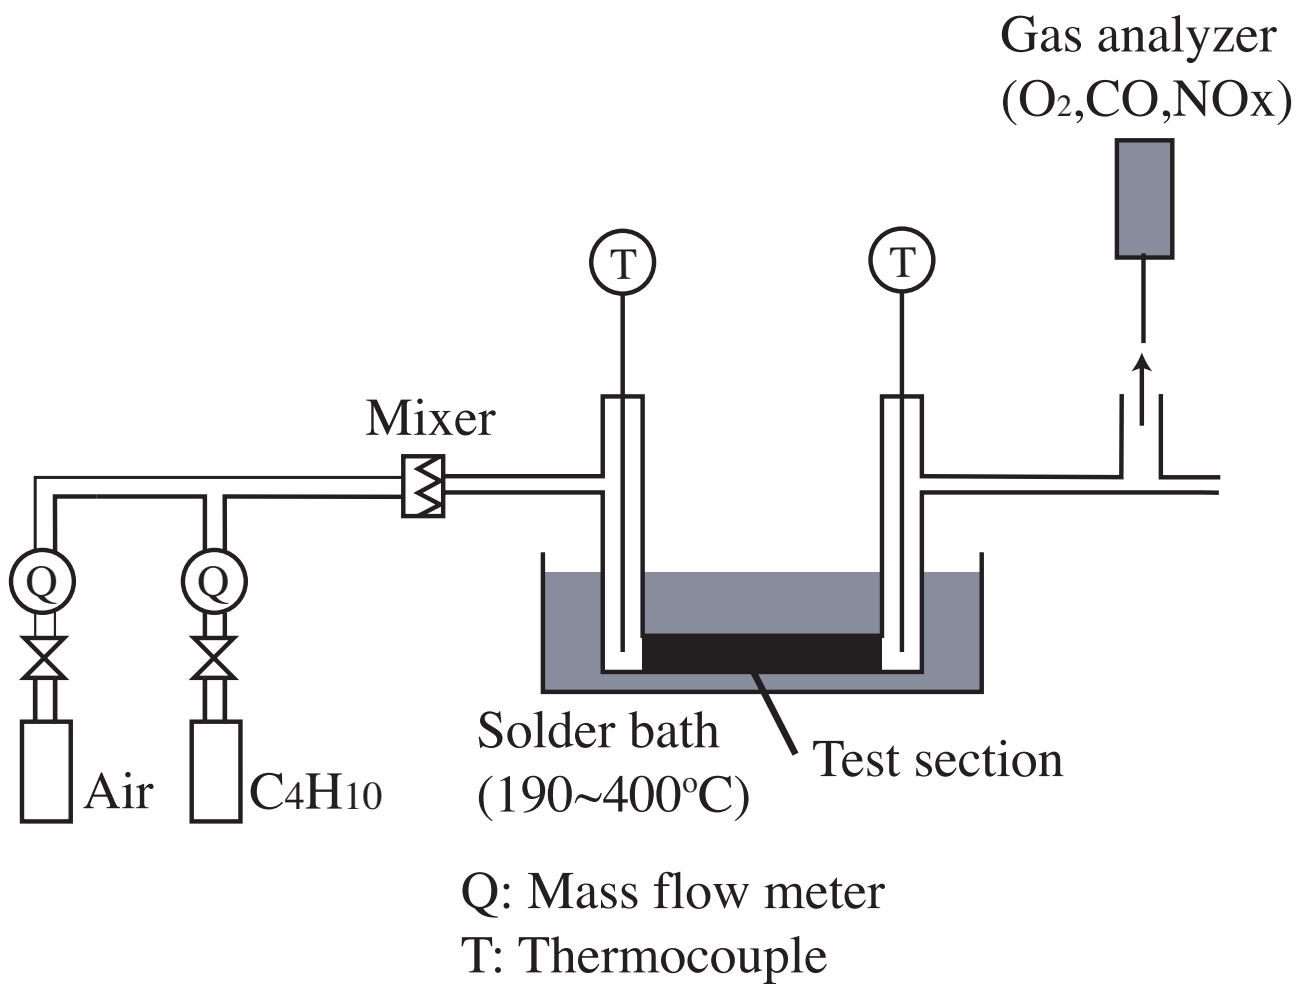 Gas analyzer
(O2,CO,NOx)
T
T
Mixer
Q
Q
Air
C4H10
Solder bath
(190~400°C)
Test section
Q: Mass flow meter
T: Thermocouple